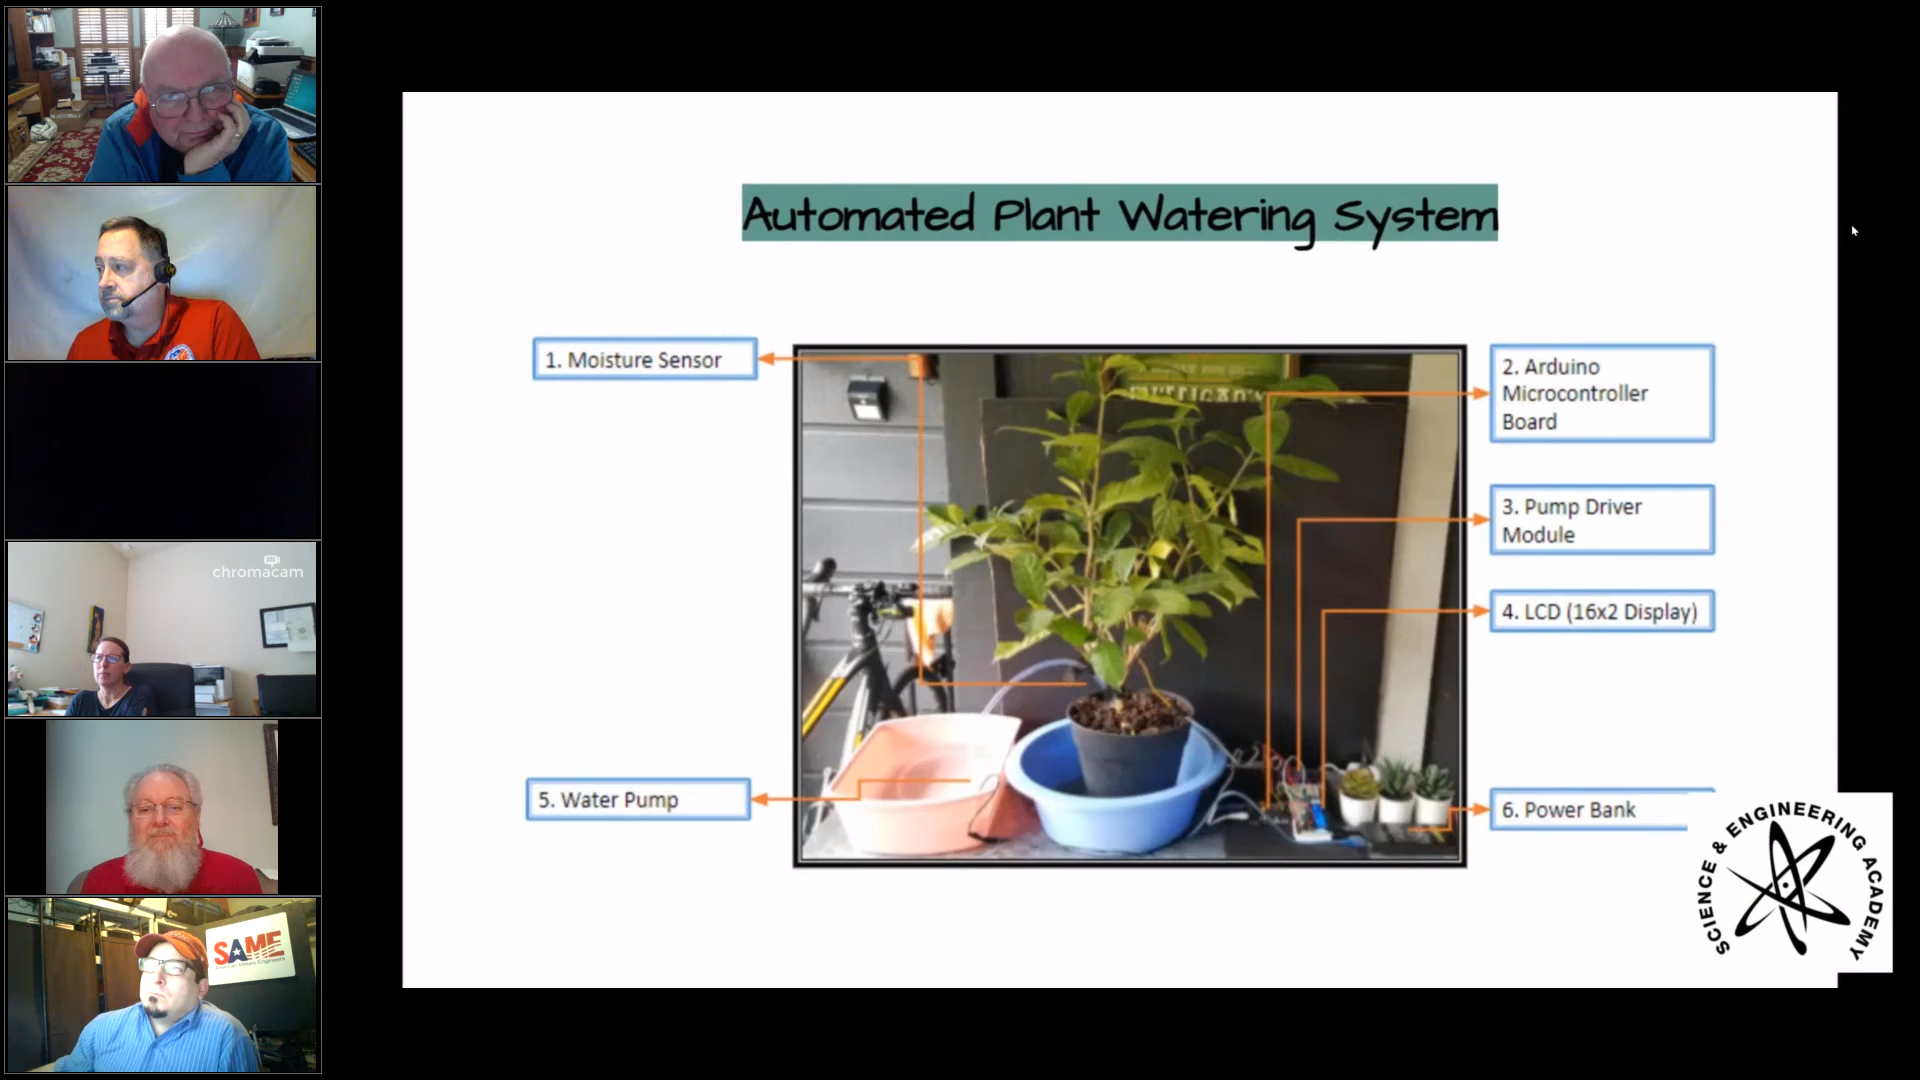 chromacam
SAME
Automated Plant Watering System
1. Moisture Sensor
2. Arduino
Microcontroller
Board
3. Pump Driver
Module
4. LCD (16x2 Display)
5. Water Pump
6. Power Bank
SCIENCE & ENGINEERING ACADEMY